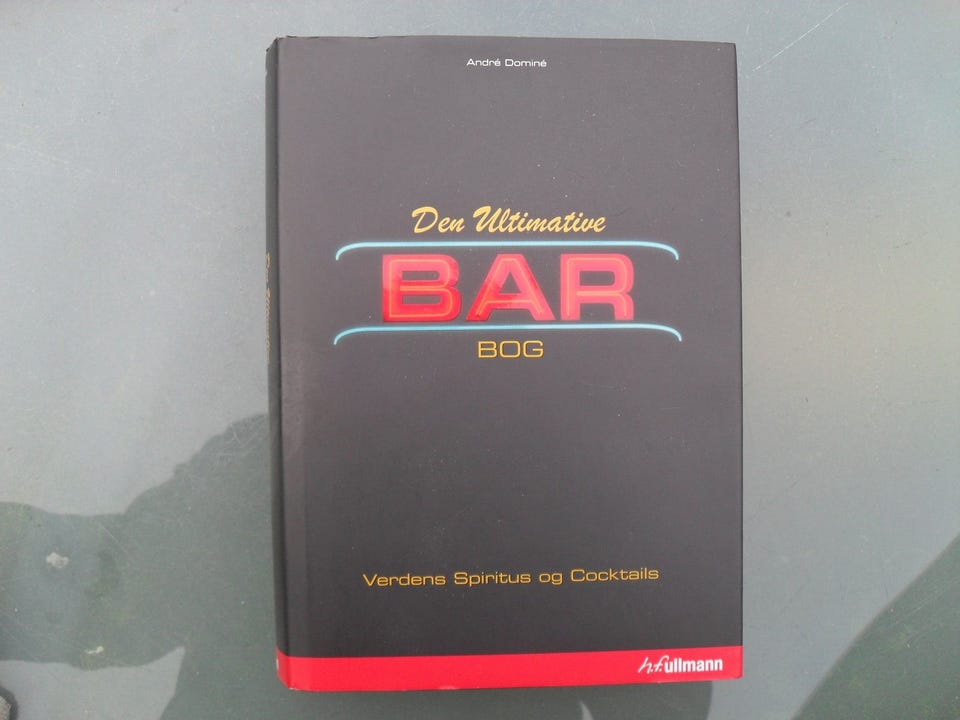 André Dominé
Den Ultimative
BAR
BOG
Verdens Spiritus og Cocktails
h.f.ullmann